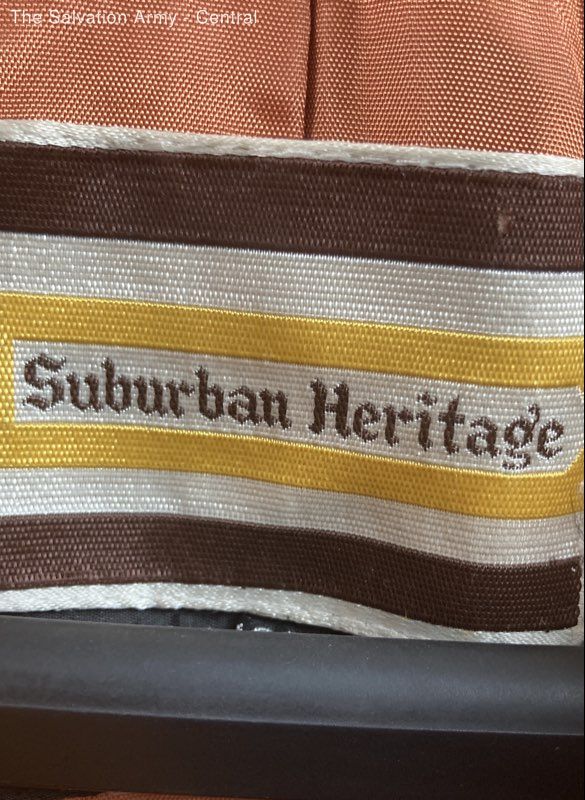 The Salvation Army - Central
Suburban Heritage